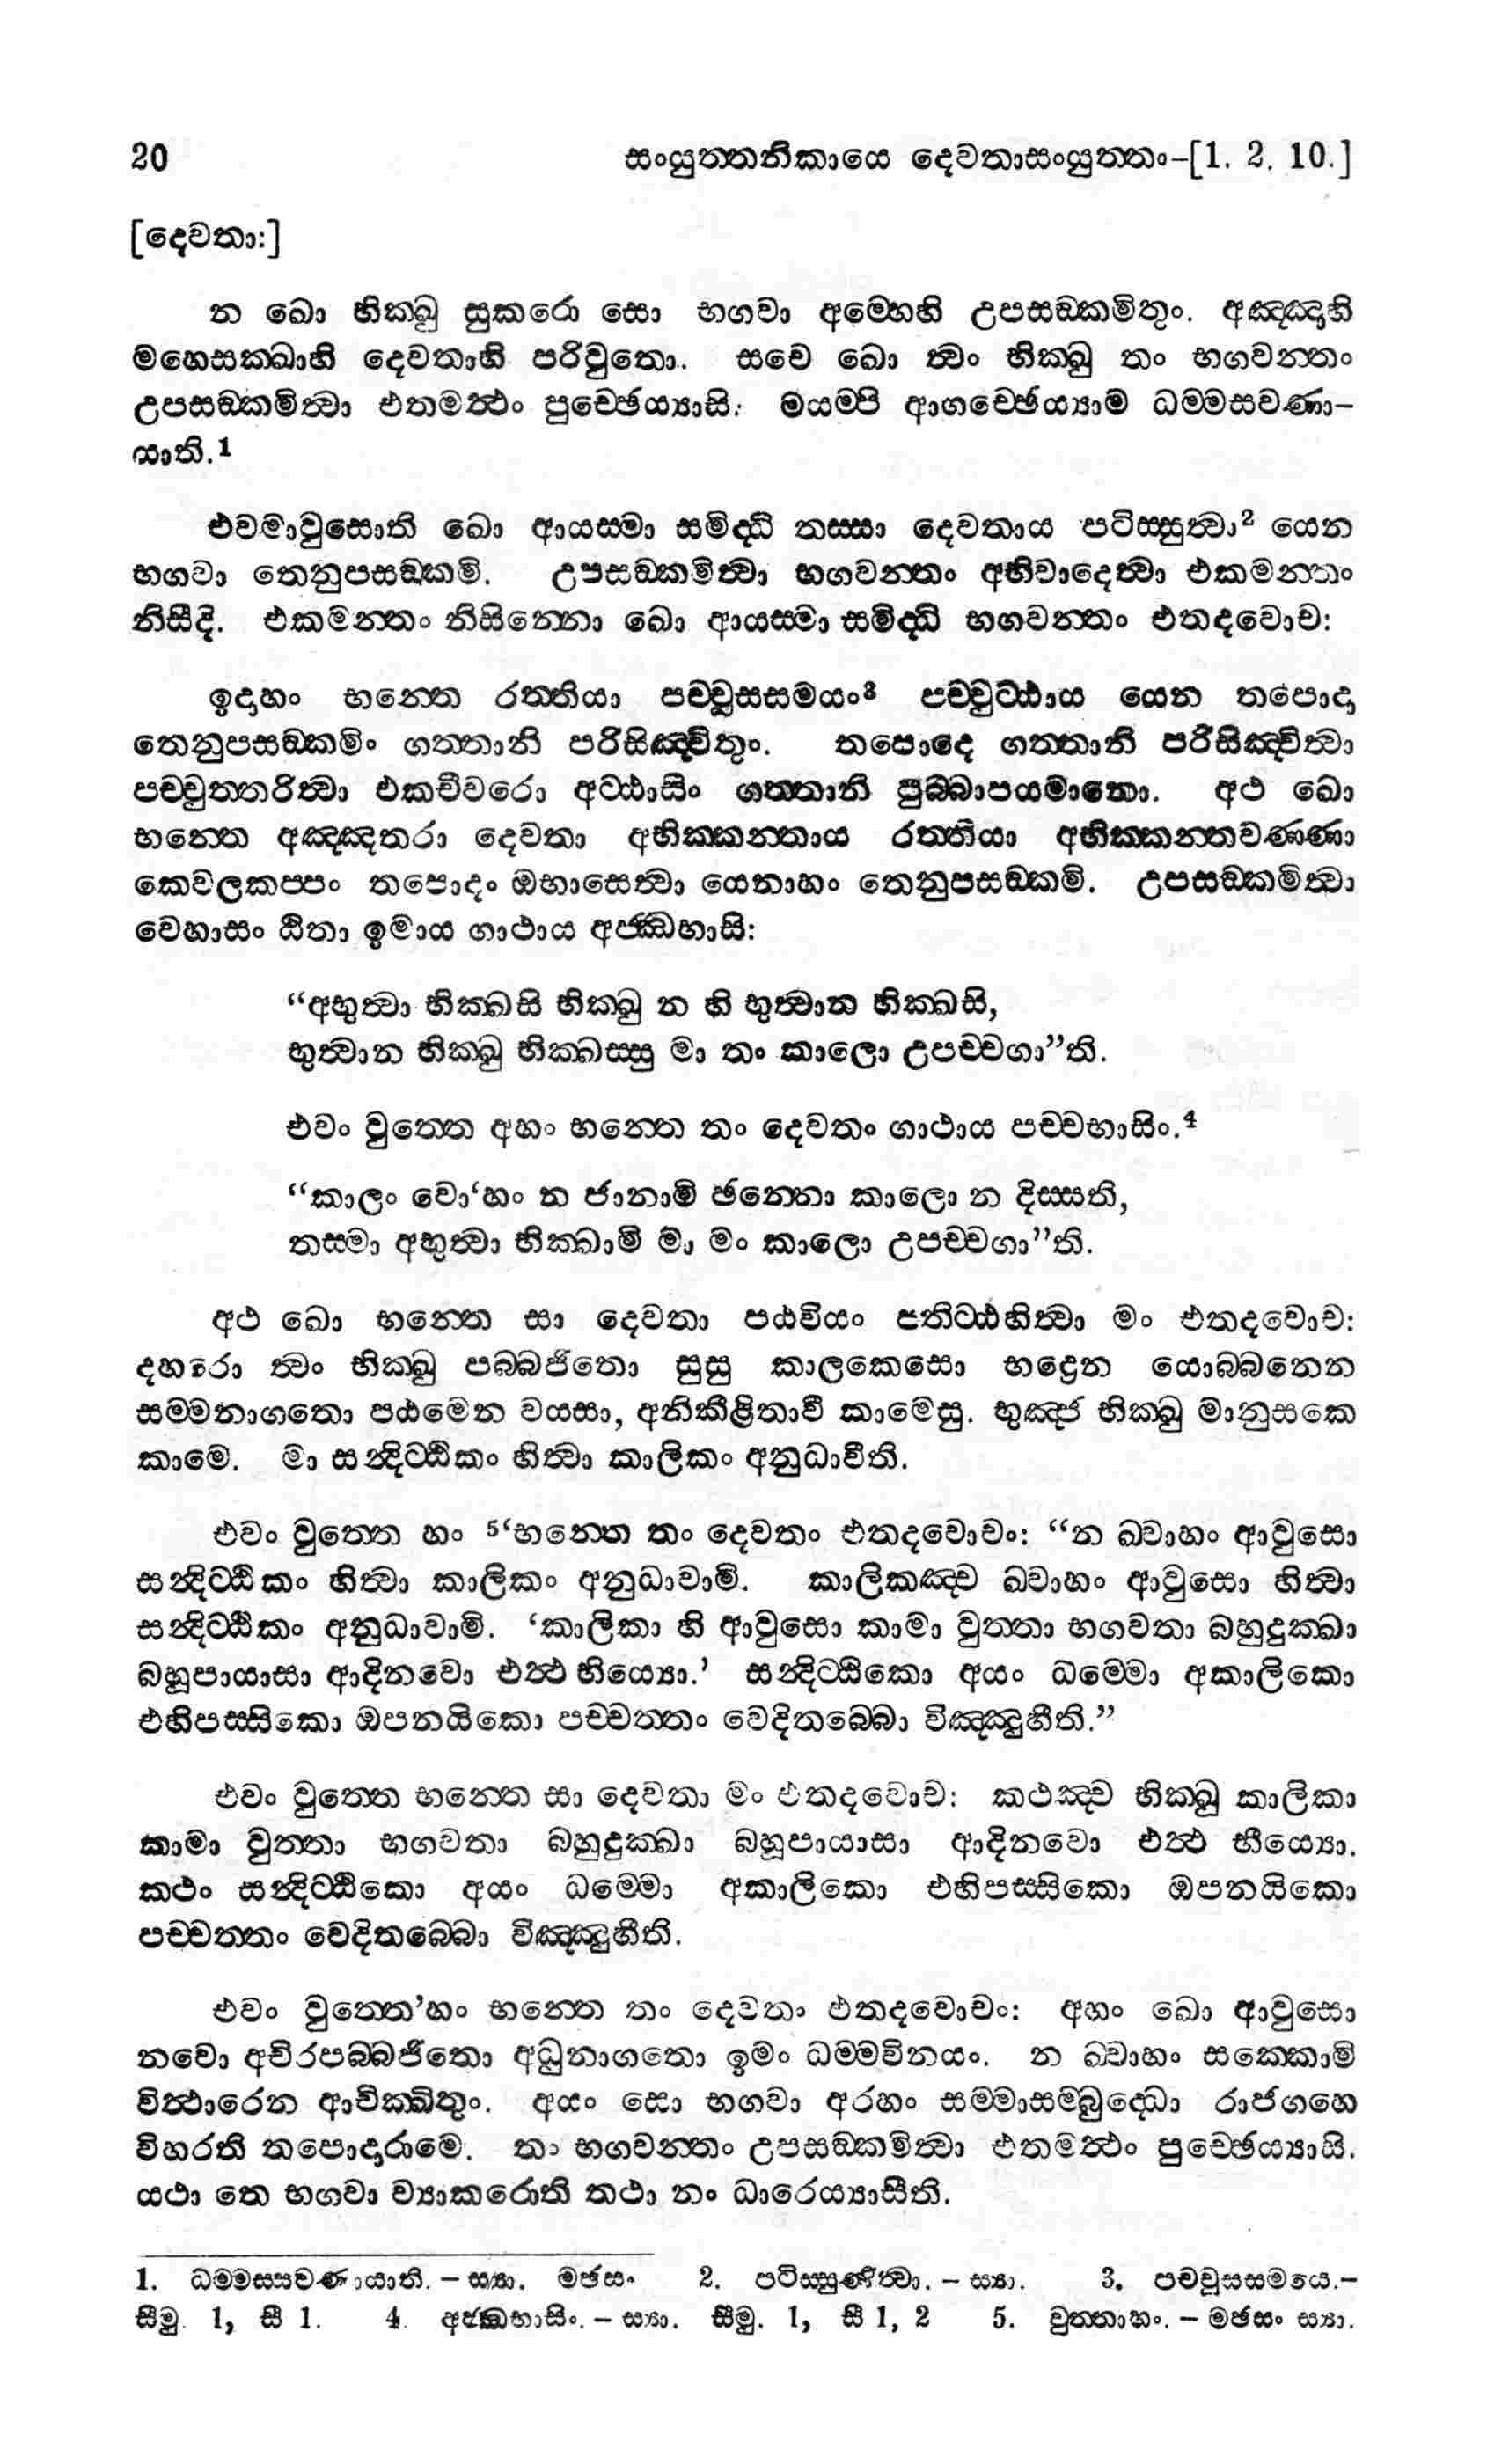 20 සංයුත්තනිකායෙ දෙවතාසංයුත්තං–[1. 2. 10.]
[දෙවතා:]
න ඛො භික්ඛු සුකරො සො භගවා අම්හෙහි උපසඞ්කමිතුං. අඤ්ඤාහි
මහෙසක්ඛාහි දෙවතාහි පරිවුතො. සචෙ ඛො ත්වං භික්ඛු තං භගවන්තං
උපසඞ්කමිත්වා එතමත්ථං පුච්ඡෙය්‍යාසි. මයම්පි ආගච්ඡෙය්‍යාම ධම්මසවණා–
යාති.1
එවමාවුසොති ඛො ආයස්මා සමිද්ධි තස්සා දෙවතාය පටිස්සුත්වා2 යෙන
භගවා තෙනුපසඞ්කමි. උපසඞ්කමිත්වා භගවන්තං අභිවාදෙත්වා එකමන්තං
නිසීදි. එකමන්තං නිසින්නො ඛො ආයස්මා සමිද්ධි භගවන්තං එතදවොච:
ඉදාහං භන්තෙ රත්තියා පච්චූසසමයං3 පච්චුට්ඨාය යෙන තපොදා
තෙනුපසඞ්කමිං ගත්තානි පරිසිඤ්චිතුං. තපොදෙ ගත්තානි පරිසිඤ්චිත්වා
පච්චුත්තරිත්වා එකචීවරො අට්ඨාසිං ගත්තානි පුබ්බාපයමානො. අථ ඛො
භන්තෙ අඤ්ඤතරා දෙවතා අභික්කන්තාය රත්තියා අභික්කන්තවණ්ණා
කෙවලකප්පං තපොදං ඔභාසෙත්වා යෙනාහං තෙනුපසඞ්කමි. උපසඞ්කමිත්වා
වෙහාසං ඨිතා ඉමාය ගාථාය අජ්ඣභාසි:
“අභුත්වා භික්ඛසි භික්ඛු න හි භුත්වාන භික්ඛසි,
භුත්වාන භික්ඛු භික්ඛස්සු මා තං කාලො උපච්චගා”ති.
එවං වුත්තෙ අහං භන්තෙ තං දෙවතං ගාථාය පච්චභාසිං.4
“කාලං වො‘හං න ජානාමි ඡන්නො කාලො න දිස්සති,
තස්මා අභුත්වා භික්ඛාමි මා මං කාලො උපච්චගා”ති.
අථ ඛො භන්තෙ සා දෙවතා පඨවියං පතිට්ඨහිත්වා මං එතදවොච:
දහරො ත්වං භික්ඛු පබ්බජිතො සුසු කාලකෙසො භද්‍රෙන යොබ්බනෙන
සමන්නාගතො පඨමෙන වයසා, අනිකීළිතාවී කාමෙසු. භුඤ්ජ භික්ඛු මානුසකෙ
කාමෙ. මා සන්දිට්ඨිකං හිත්වා කාලිකං අනුධාවීති.
එවං වුත්තෙ හං 5‘භන්තෙ තං දෙවතං එතදවොචං: “න ඛ්වාහං ආවුසො
සන්දිට්ඨිකං හිත්වා කාලිකං අනුධාවාමි. කාලිකඤ්ච ඛ්වාහං ආවුසො හිත්වා
සන්දිට්ඨිකං අනුධාවාමි. ‘කාලිකා හි ආවුසො කාමා වුත්තා භගවතා බහුදුක්ඛා
බහූපායාසා ආදිනවො එත්ථ භිය්‍යො.’ සන්දිට්ඨිකො අයං ධම්මො අකාලිකො
එහිපස්සිකො ඔපනයිකො පච්චත්තං වෙදිතබ්බො විඤ්ඤුහීති.”
එවං වුත්තෙ භන්තෙ සා දෙවතා මං එතදවොච: කථඤ්ච භික්ඛු කාලිකා
කාමා වුත්තා භගවතා බහුදුක්ඛා බහූපායාසා ආදිනවො එත්ථ භීය්‍යො.
කථං සන්දිට්ඨිකො අයං ධම්මො අකාලිකො එහිපස්සිකො ඔපනයිකො
පච්චත්තං වෙදිතබ්බො විඤ්ඤුහීති.
එවං වුත්තෙ’හං භන්තෙ තං දෙවතං එතදවොචං: අහං ඛො ආවුසො
නවො අචිරපබ්බජිතො අධුනාගතො ඉමං ධම්මවිනයං. න ඛ්වාහං සක්කොමි
විත්ථාරෙන ආචික්ඛිතුං. අයං සො භගවා අරහං සම්මාසම්බුද්ධො රාජගහෙ
විහරති තපොදාරාමෙ. තං භගවන්තං උපසඞ්කමිත්වා එතමත්ථං පුච්ඡෙය්‍යාසි.
යථා තෙ භගවා ව්‍යාකරොති තථා නං ධාරෙය්‍යාසීති.
1. ධම්මස්සවණායාති. – ස්‍යා. මඡසං 2. පටිස්සුණිත්වා. – ස්‍යා. 3. පච්චූසසමයෙ.–
සීමු. 1, සී 1. 4. අජ්ඣභාසිං. – ස්‍යා. සීමු. 1, සී 1, 2 5. වුත්තාහං. – මඡසං ස්‍යා.